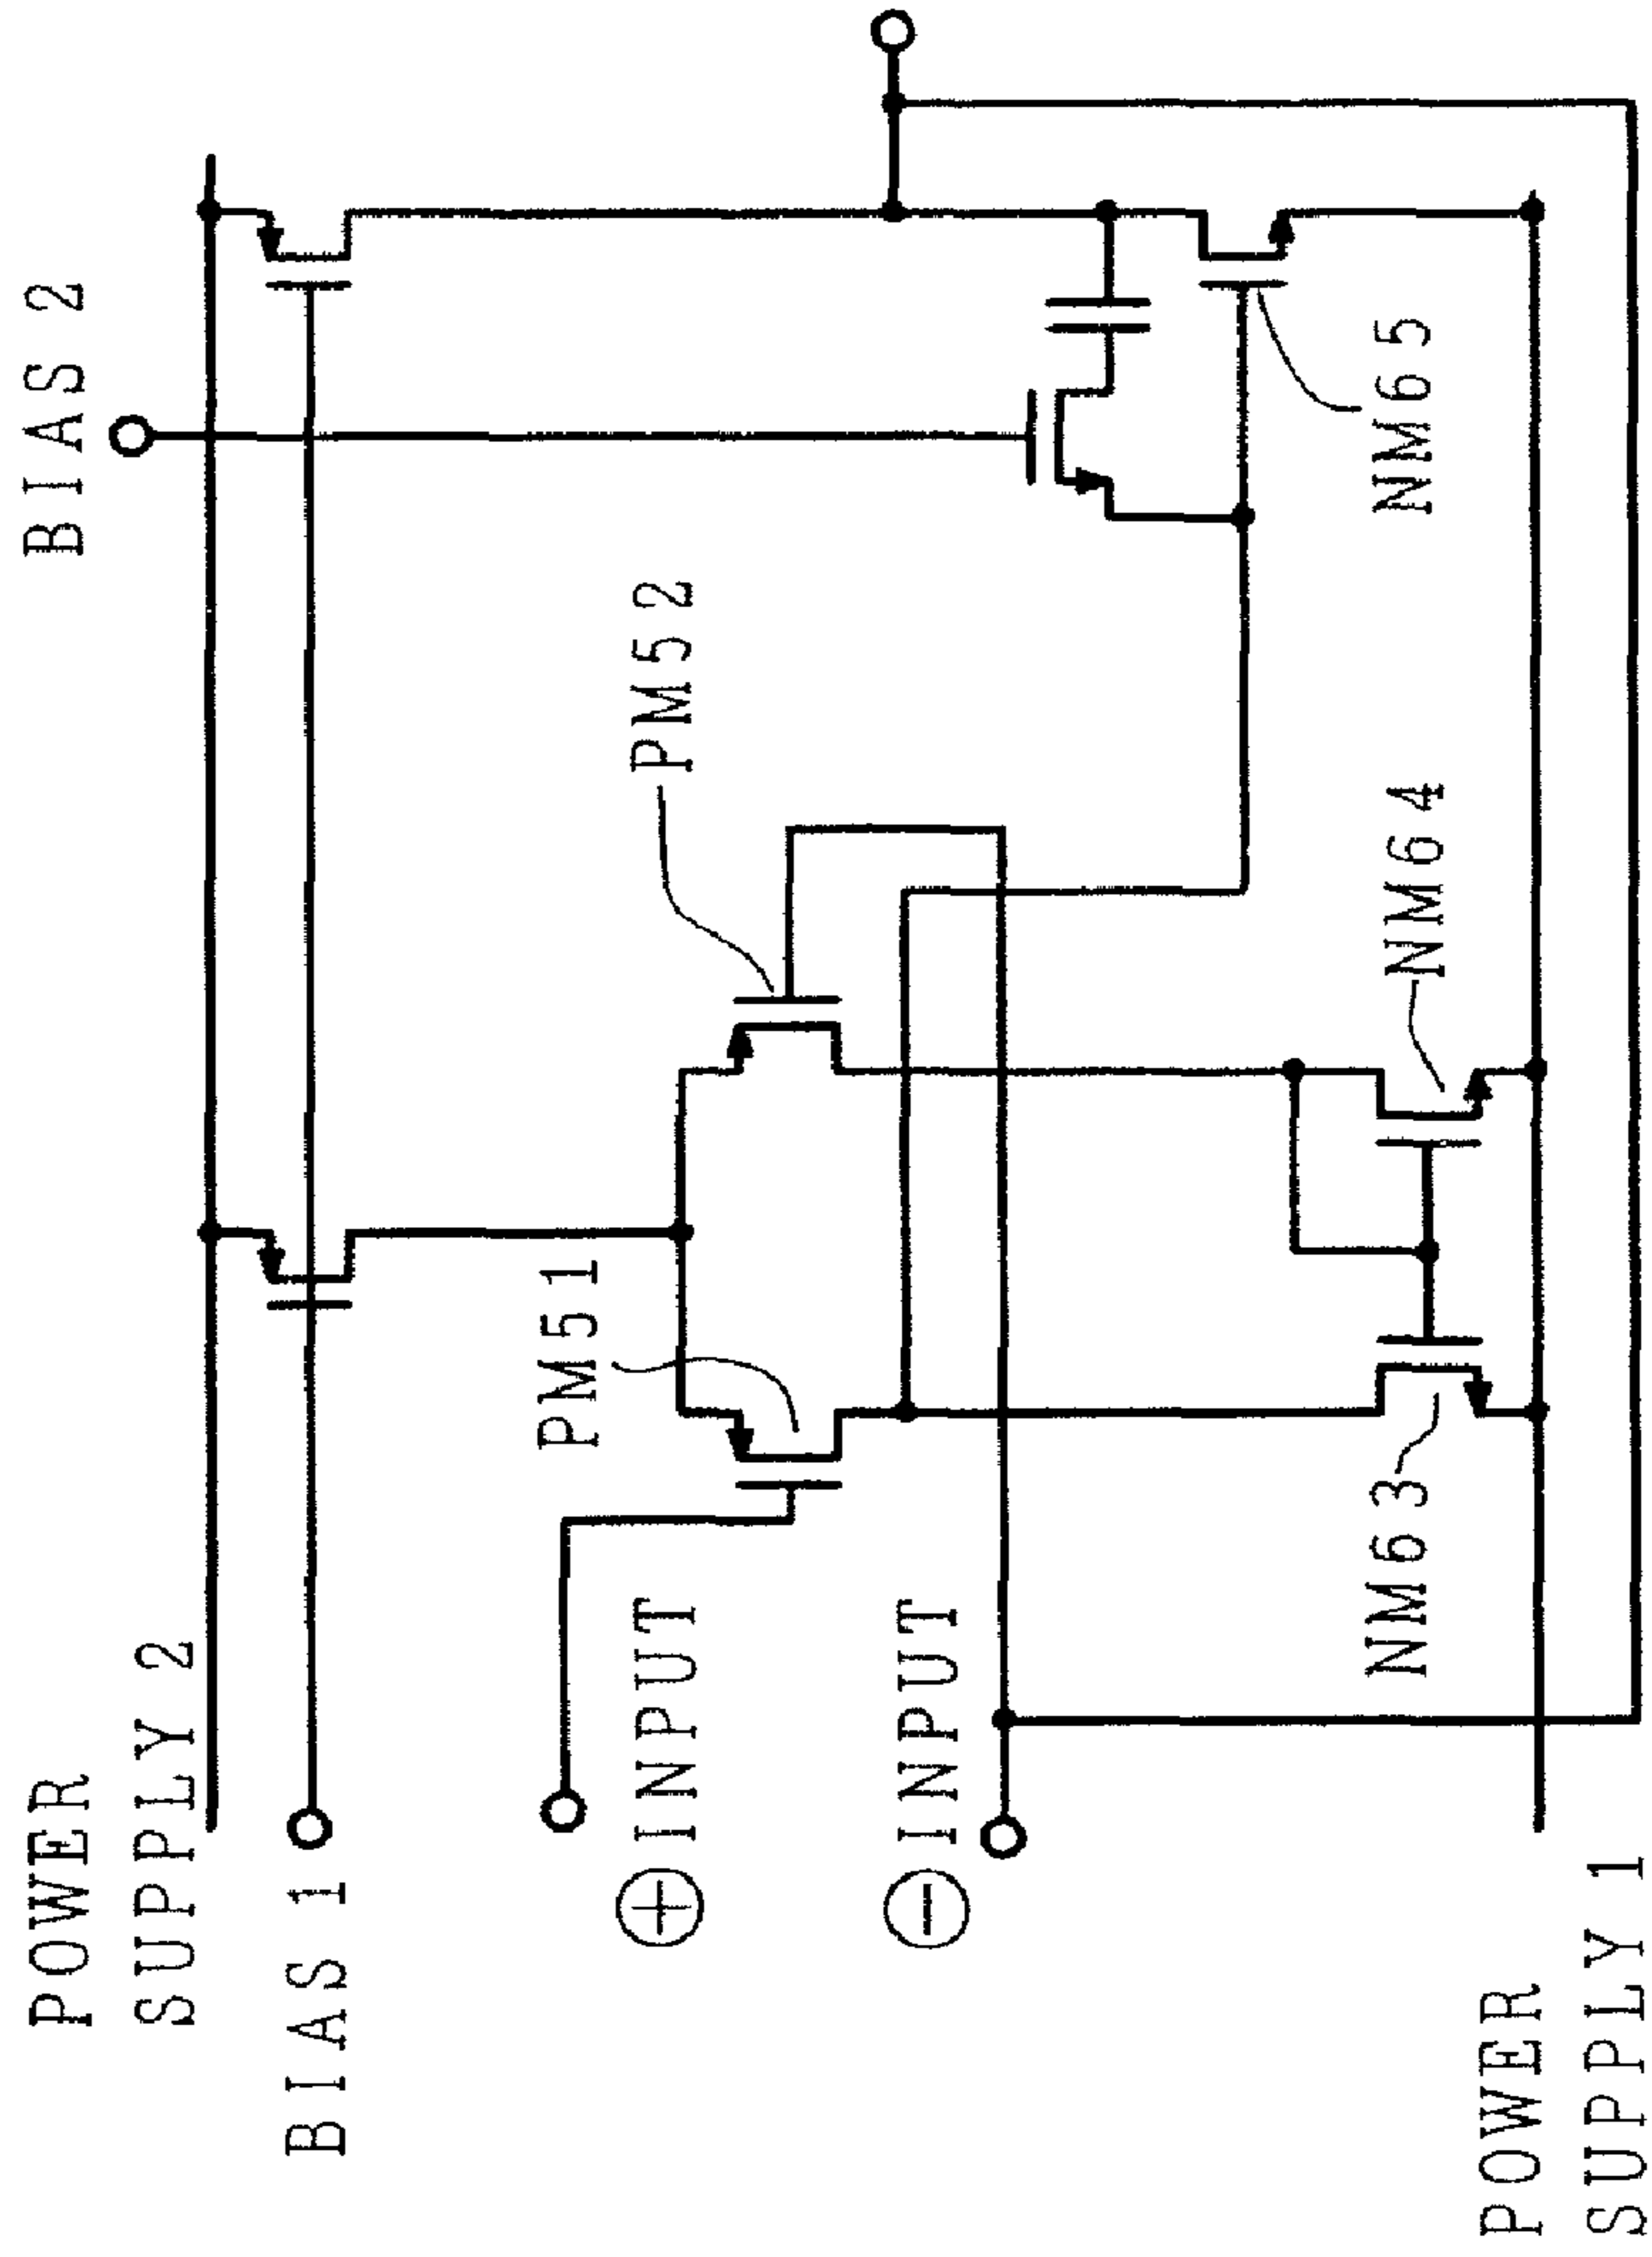 POWER
SUPPLY 2
BIAS 2
BIAS 1
PM52
PM51
⊕ INPUT
⊖ INPUT
NM65
NM64
NM63
POWER
SUPPLY 1